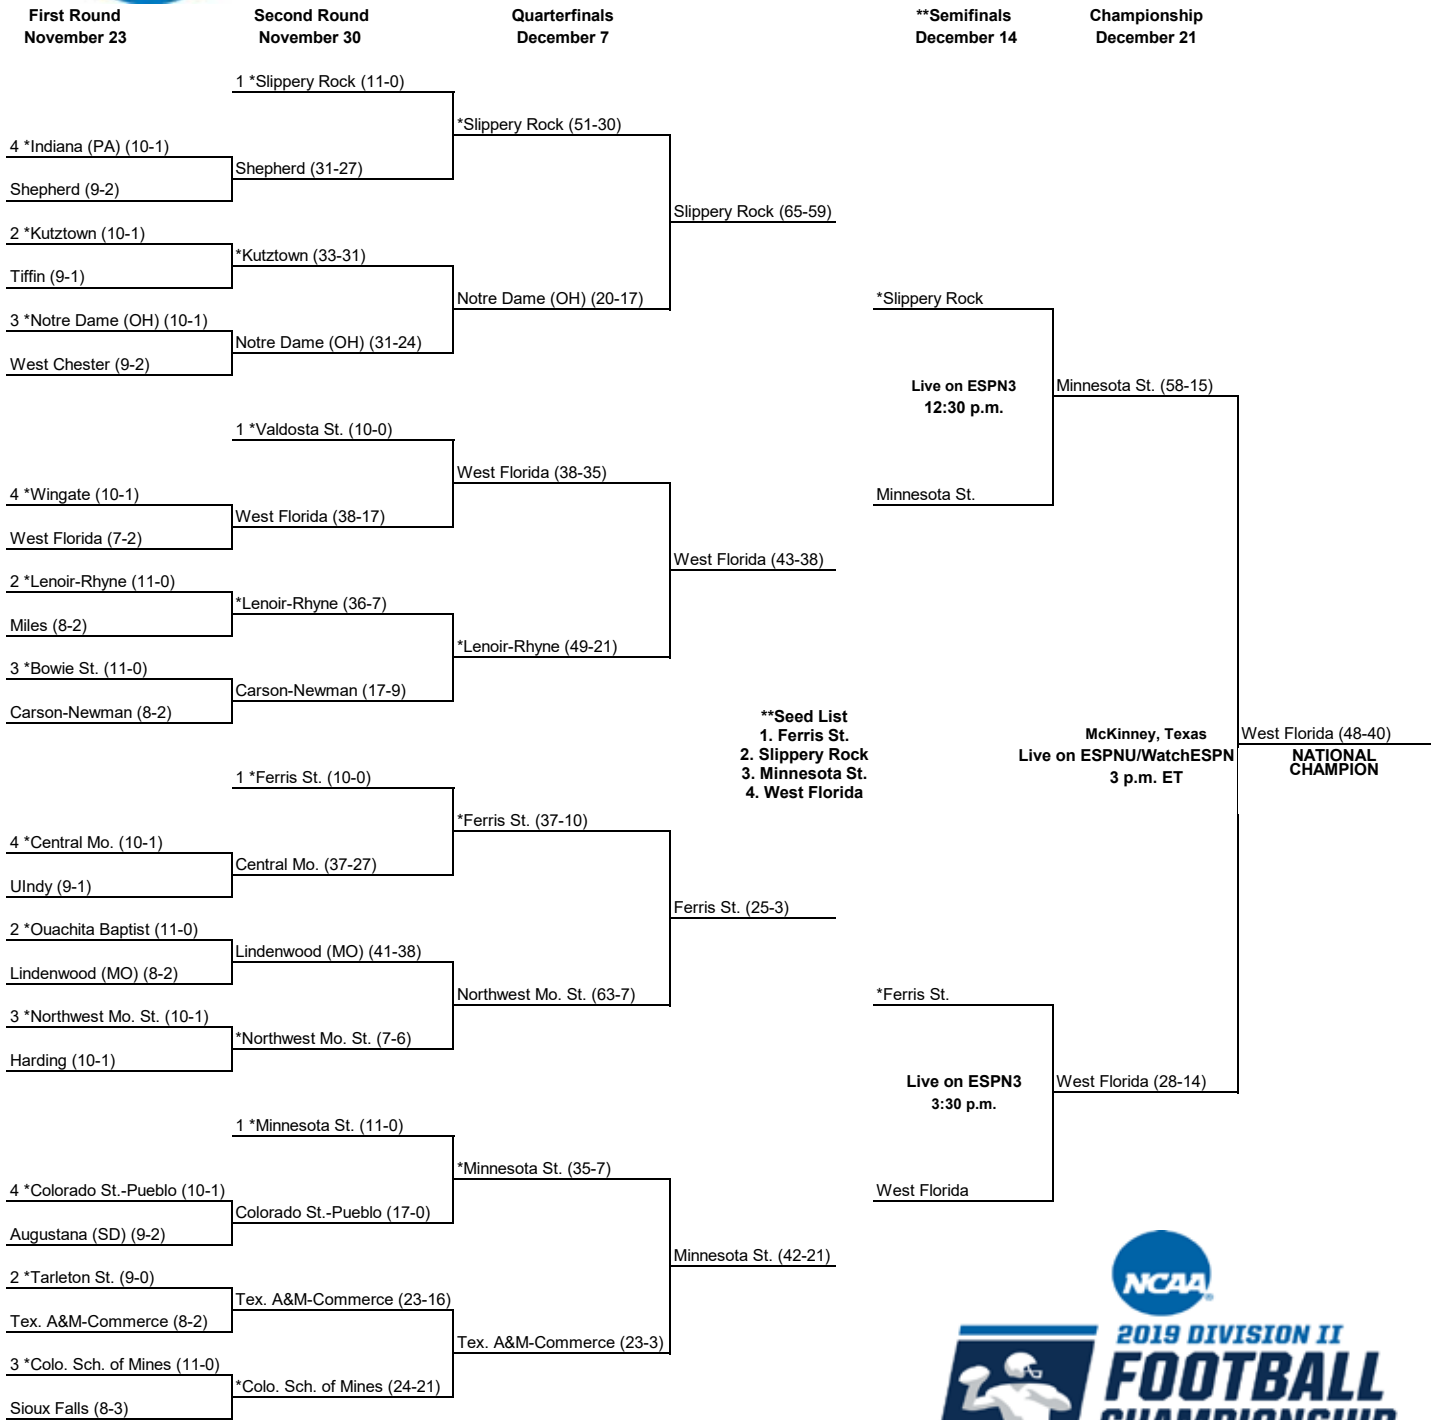 First Round
November 23
Second Round
November 30
Quarterfinals
December 7
**Semifinals
December 14
Championship
December 21
1 *Slippery Rock (11-0)
*Slippery Rock (51-30)
4 *Indiana (PA) (10-1)
Shepherd (31-27)
Shepherd (9-2)
Slippery Rock (65-59)
2 *Kutztown (10-1)
*Kutztown (33-31)
Tiffin (9-1)
Notre Dame (OH) (20-17)
3 *Notre Dame (OH) (10-1)
Notre Dame (OH) (31-24)
West Chester (9-2)
*Slippery Rock
Live on ESPN3
12:30 p.m.
Minnesota St. (58-15)
Minnesota St.
1 *Valdosta St. (10-0)
West Florida (38-35)
4 *Wingate (10-1)
West Florida (38-17)
West Florida (7-2)
West Florida (43-38)
2 *Lenoir-Rhyne (11-0)
*Lenoir-Rhyne (36-7)
Miles (8-2)
*Lenoir-Rhyne (49-21)
3 *Bowie St. (11-0)
Carson-Newman (17-9)
Carson-Newman (8-2)
**Seed List
1. Ferris St.
2. Slippery Rock
3. Minnesota St.
4. West Florida
McKinney, Texas
Live on ESPNU/WatchESPN
3 p.m. ET
West Florida (48-40)
NATIONAL
CHAMPION
1 *Ferris St. (10-0)
*Ferris St. (37-10)
4 *Central Mo. (10-1)
Central Mo. (37-27)
UIndy (9-1)
Ferris St. (25-3)
2 *Ouachita Baptist (11-0)
Lindenwood (MO) (41-38)
Lindenwood (MO) (8-2)
Northwest Mo. St. (63-7)
3 *Northwest Mo. St. (10-1)
*Northwest Mo. St. (7-6)
Harding (10-1)
*Ferris St.
Live on ESPN3
3:30 p.m.
West Florida (28-14)
West Florida
1 *Minnesota St. (11-0)
*Minnesota St. (35-7)
4 *Colorado St.-Pueblo (10-1)
Colorado St.-Pueblo (17-0)
Augustana (SD) (9-2)
Minnesota St. (42-21)
2 *Tarleton St. (9-0)
Tex. A&M-Commerce (23-16)
Tex. A&M-Commerce (8-2)
Tex. A&M-Commerce (23-3)
3 *Colo. Sch. of Mines (11-0)
*Colo. Sch. of Mines (24-21)
Sioux Falls (8-3)
NCAA
2019 DIVISION II
FOOTBALL
CHAMPIONSHIP